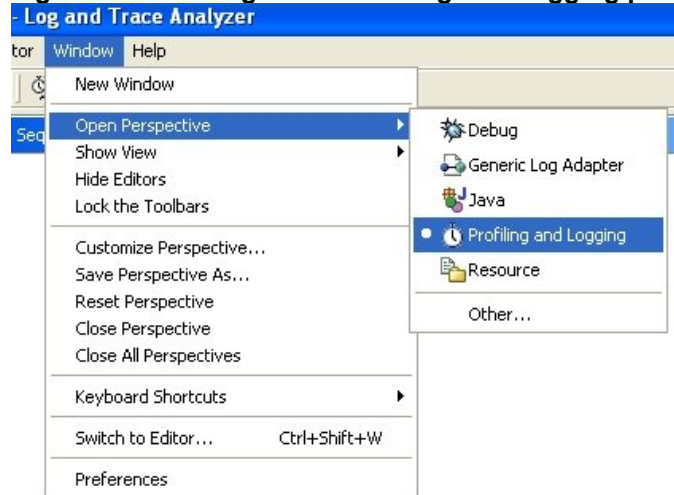 - Log and Trace Analyzer
tor Window Help
New Window
Seq
Open Perspective
Show View
Hide Editors
Lock the Toolbars
Customize Perspective...
Save Perspective As...
Reset Perspective
Close Perspective
Close All Perspectives
Keyboard Shortcuts
Switch to Editor... Ctrl+Shift+W
Preferences
Debug
Generic Log Adapter
Java
Profiling and Logging
Resource
Other...